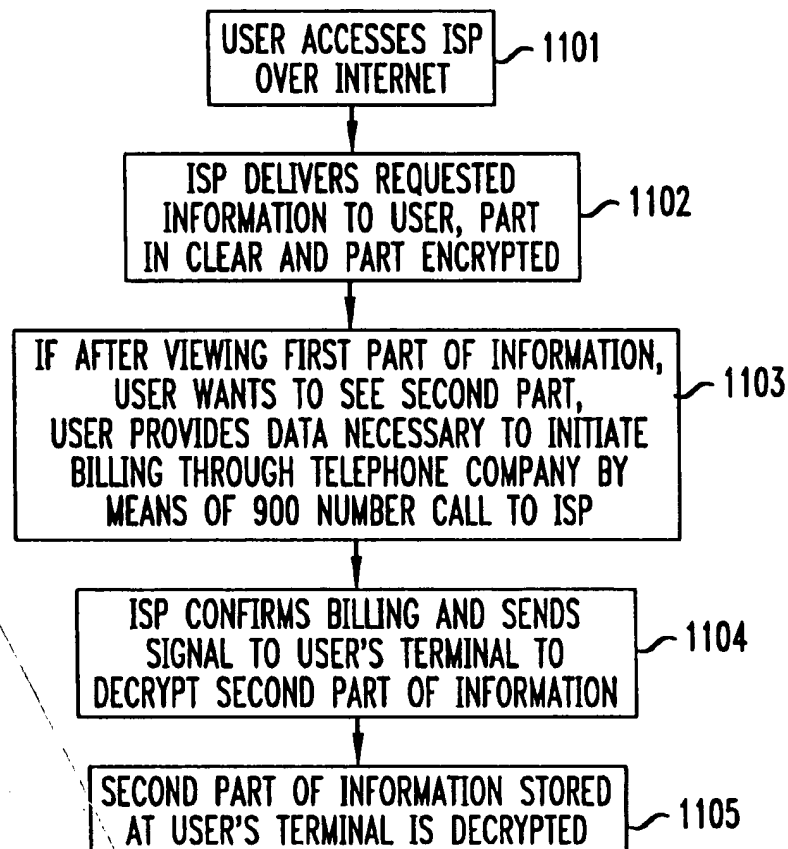 USER ACCESSES ISP
OVER INTERNET
1101
ISP DELIVERS REQUESTED
INFORMATION TO USER, PART
IN CLEAR AND PART ENCRYPTED
1102
IF AFTER VIEWING FIRST PART OF INFORMATION,
USER WANTS TO SEE SECOND PART,
USER PROVIDES DATA NECESSARY TO INITIATE
BILLING THROUGH TELEPHONE COMPANY BY
MEANS OF 900 NUMBER CALL TO ISP
1103
ISP CONFIRMS BILLING AND SENDS
SIGNAL TO USER'S TERMINAL TO
DECRYPT SECOND PART OF INFORMATION
1104
SECOND PART OF INFORMATION STORED
AT USER'S TERMINAL IS DECRYPTED
1105